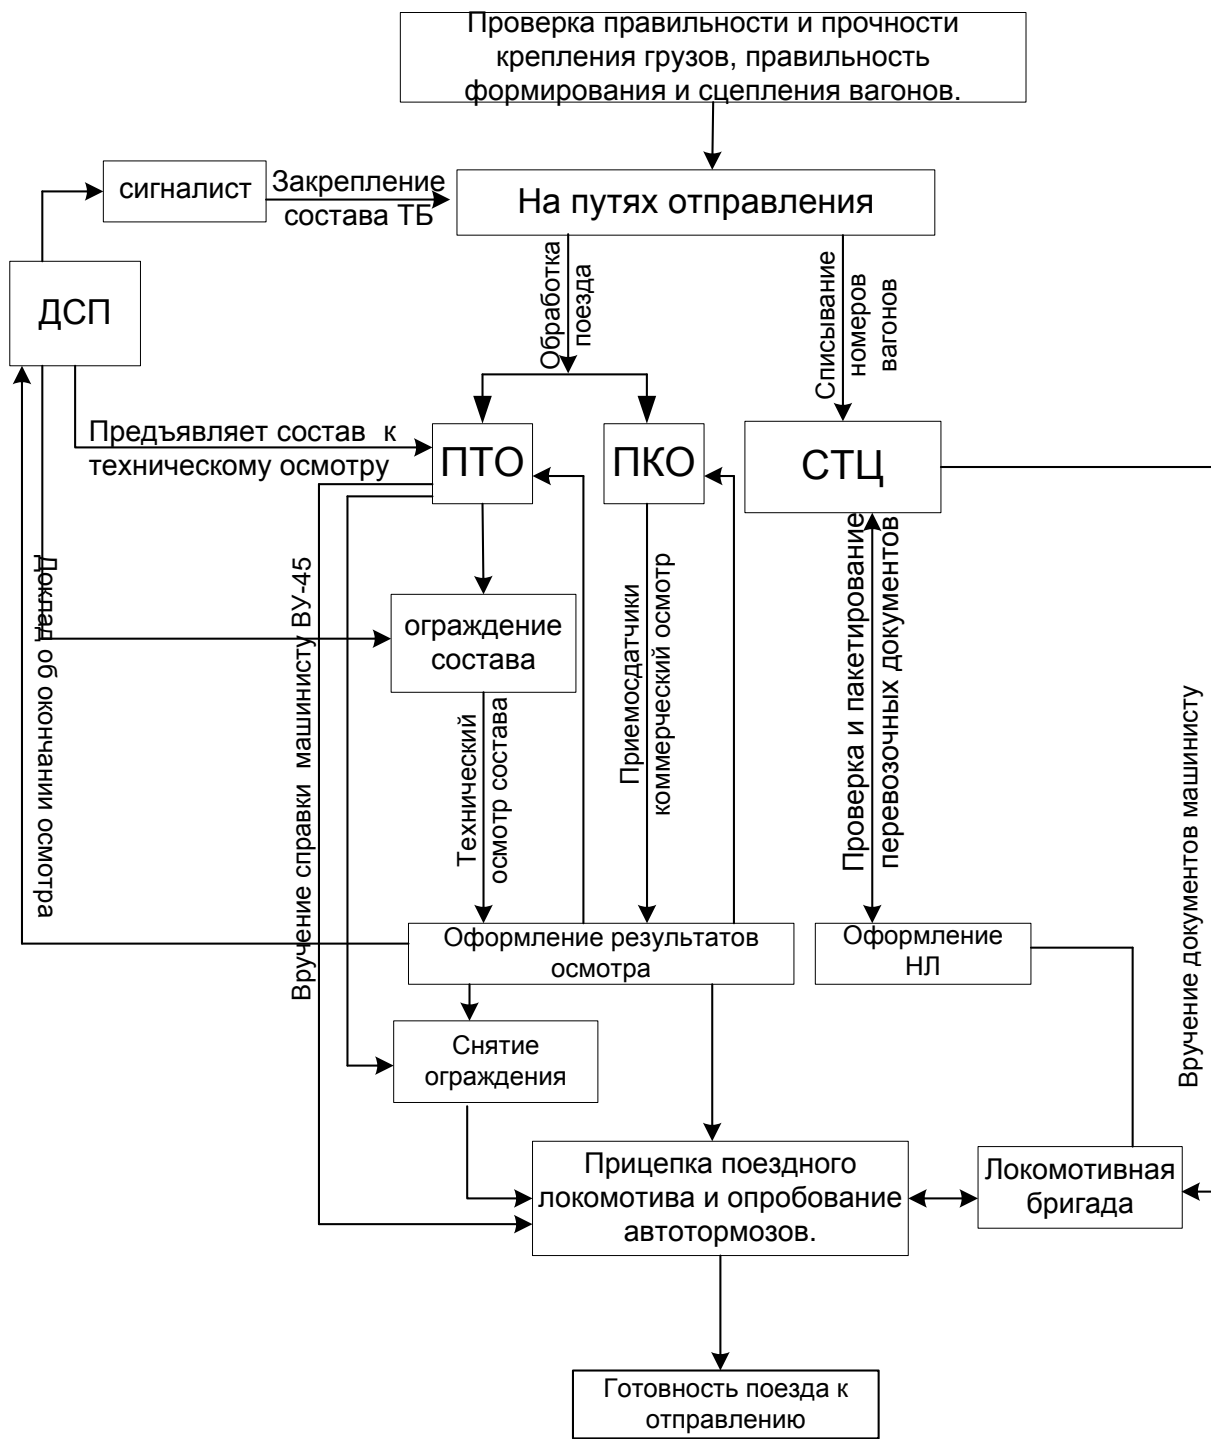 Проверка правильности и прочности
крепления грузов, правильность
формирования и сцепления вагонов.
сигналист
Закрепление
состава ТБ
На путях отправления
ДСП
Обработка
поезда
Списывание
номеров
вагонов
Предъявляет состав к
техническому осмотру
ПТО
ПКО
СТЦ
Доклад об окончании осмотра
Вручение справки машинисту ВУ-45
ограждение
состава
Технический
осмотр состава
Приемосдатчики
коммерческий осмотр
Проверка и пакетирование
перевозочных документов
Вручение документов машинисту
Оформление результатов
осмотра
Оформление
НЛ
Снятие
ограждения
Прицепка поездного
локомотива и опробование
автотормозов.
Локомотивная
бригада
Готовность поезда к
отправлению